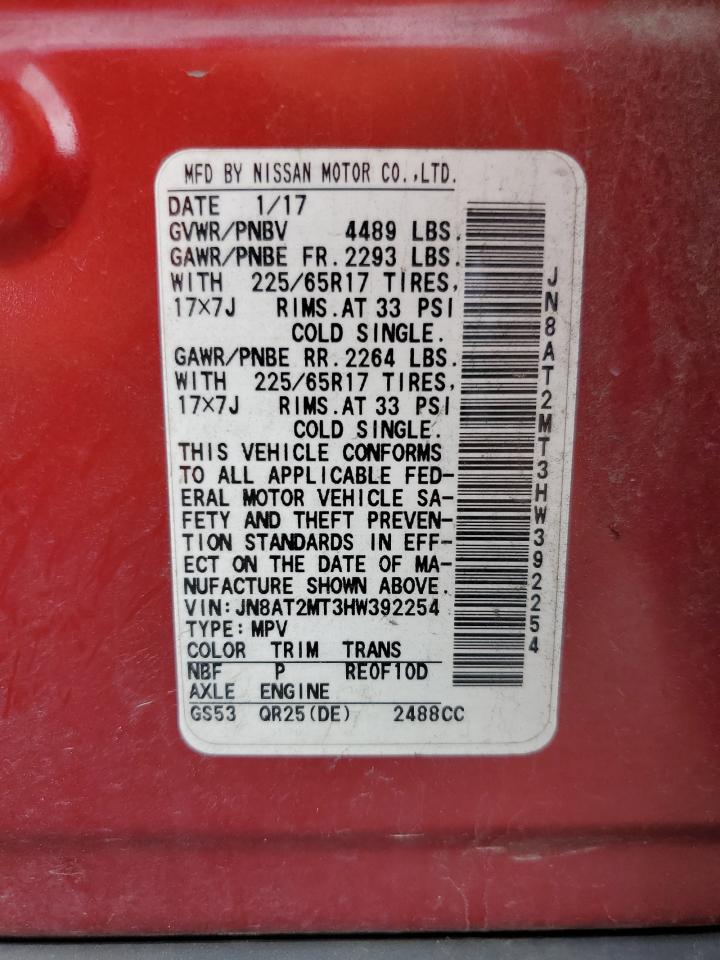 MFD BY NISSAN MOTOR CO.,LTD.
DATE 1/17
GVWR/PNBV 4489 LBS.
GAWR/PNBE FR.2293 LBS.
WITH 225/65R17 TIRES,
17×7J RIMS.AT 33 PSI
COLD SINGLE.
GAWR/PNBE RR.2264 LBS.
WITH 225/65R17 TIRES,
17×7J RIMS.AT 33 PSI
COLD SINGLE.
THIS VEHICLE CONFORMS
TO ALL APPLICABLE FED-
ERAL MOTOR VEHICLE SA-
FETY AND THEFT PREVEN-
TION STANDARDS IN EFF-
ECT ON THE DATE OF MA-
NUFACTURE SHOWN ABOVE.
VIN:JN8AT2MT3HW392254
TYPE:MPV
COLOR TRIM TRANS
NBF P RE0F10D
AXLE ENGINE
GS53 QR25(DE) 2488CC
JN8AT2MT3HW392254